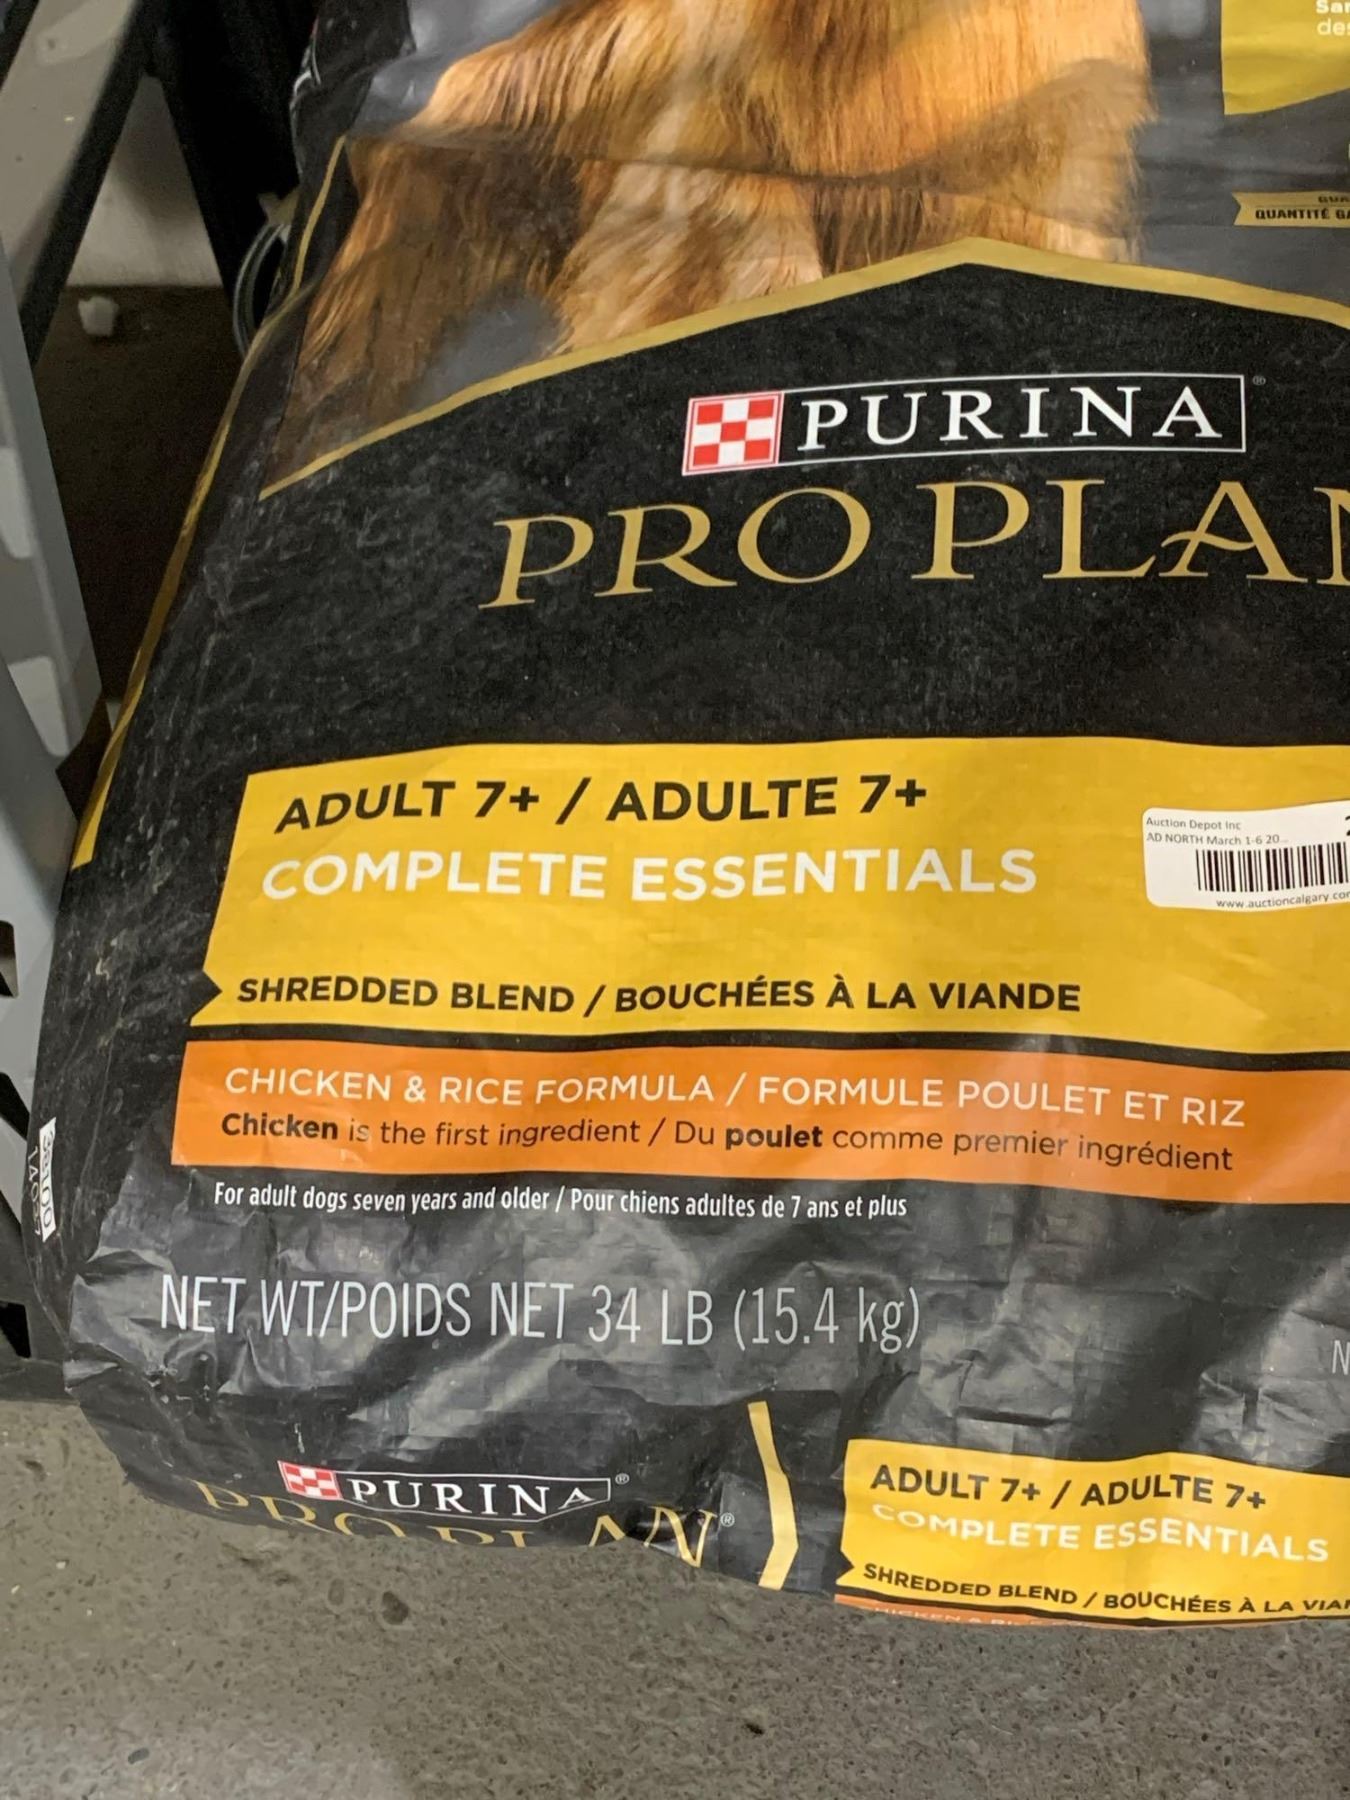 QUANTITÉ
PURINA
PRO PLAN
ADULT 7+ / ADULTE 7+
COMPLETE ESSENTIALS
Auction Depot Inc
AD NORTH March 1-6 20...
www.auctioncalgary.com
SHREDDED BLEND / BOUCHÉES À LA VIANDE
CHICKEN & RICE FORMULA / FORMULE POULET ET RIZ
Chicken is the first ingredient / Du poulet comme premier ingrédient
For adult dogs seven years and older / Pour chiens adultes de 7 ans et plus
NET WT/POIDS NET 34 LB (15.4 kg)
PURINA®
PRO PLAN®
ADULT 7+ / ADULTE 7+
COMPLETE ESSENTIALS
SHREDDED BLEND / BOUCHÉES À LA